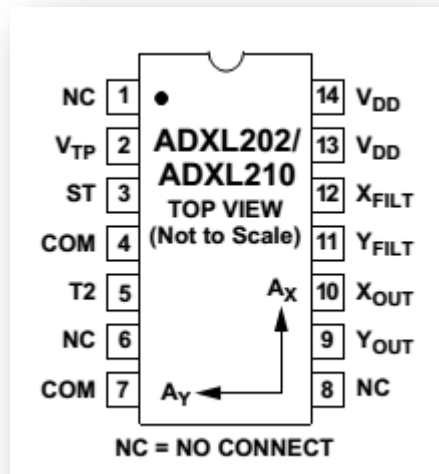 NC 1 14 VDD
VTP 2 ADXL202/ 13 VDD
ADXL210
ST 3 TOP VIEW 12 XFILT
COM 4 (Not to Scale) 11 YFILT
T2 5 AX 10 XOUT
NC 6 9 YOUT
COM 7 AY 8 NC
NC = NO CONNECT